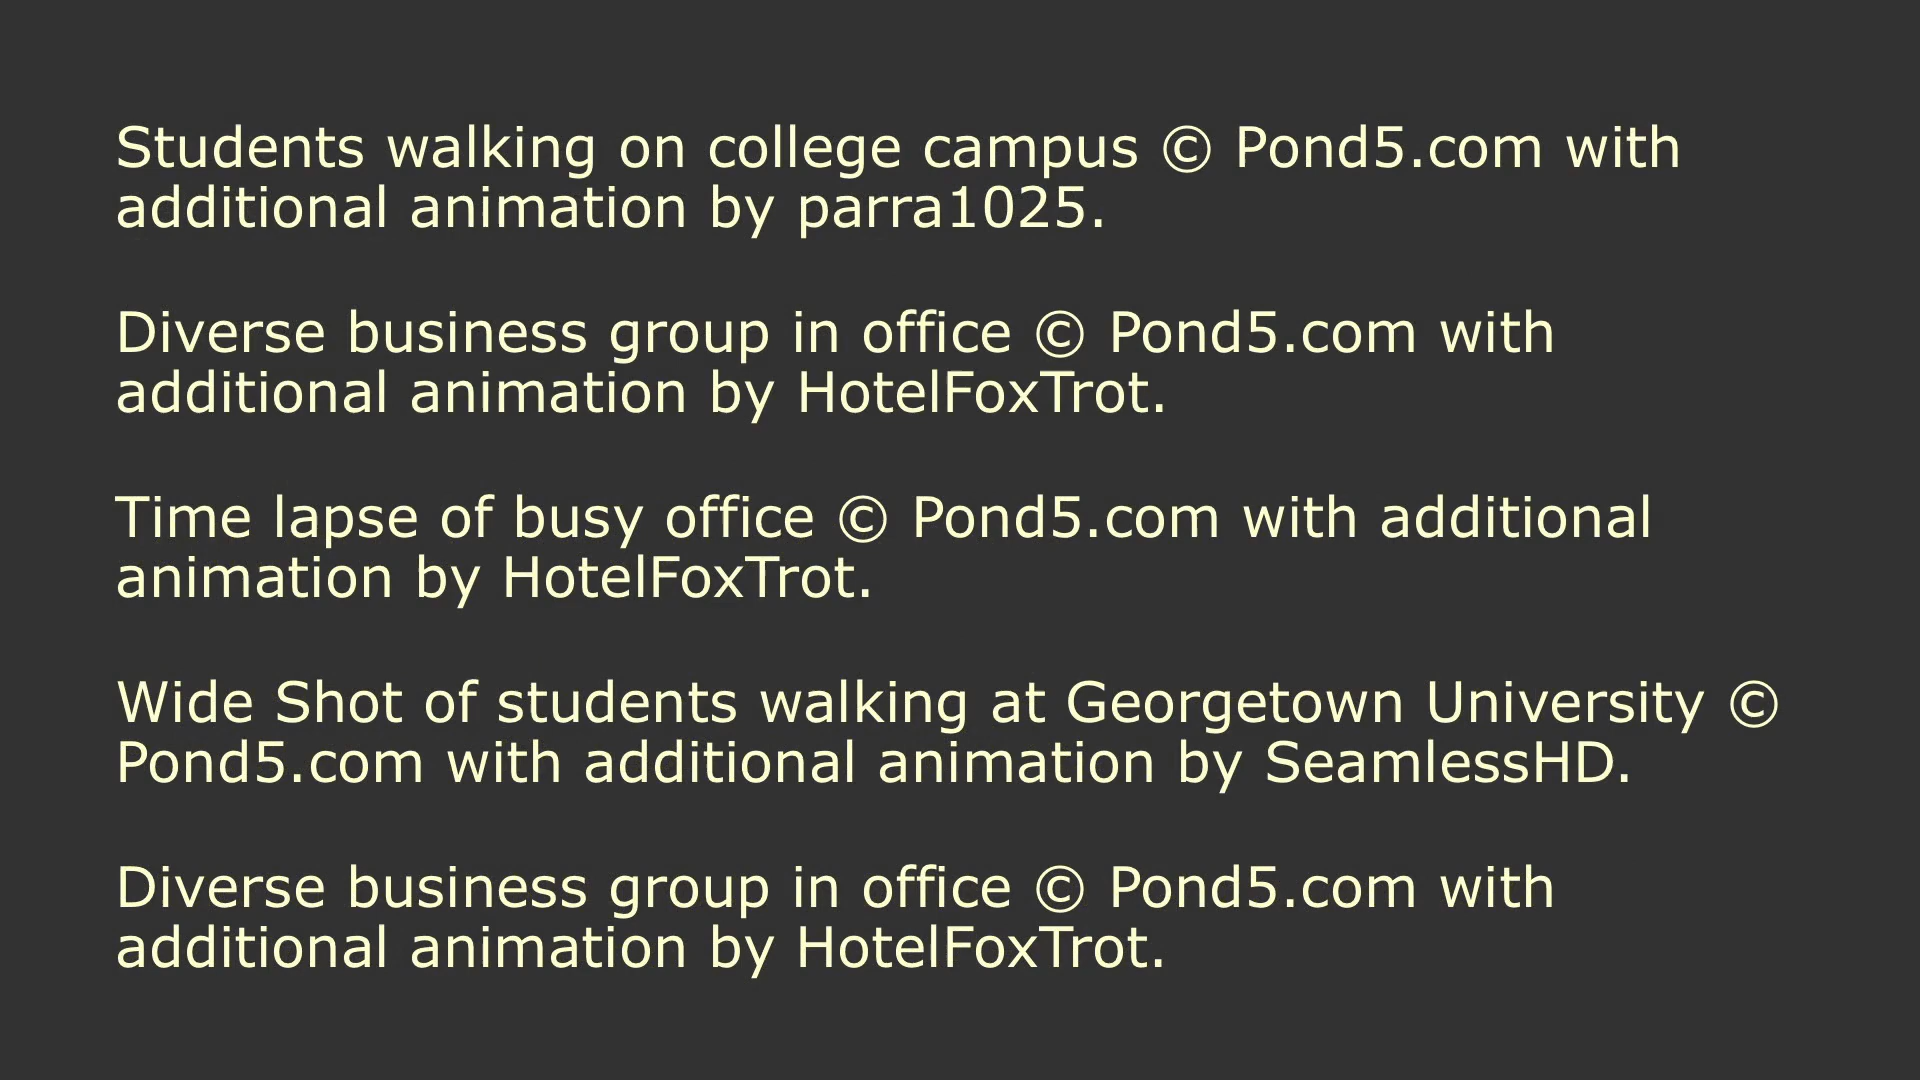 Students walking on college campus © Pond5.com with
additional animation by parra1025.
Diverse business group in office © Pond5.com with
additional animation by HotelFoxTrot.
Time lapse of busy office © Pond5.com with additional
animation by HotelFoxTrot.
Wide Shot of students walking at Georgetown University ©
Pond5.com with additional animation by SeamlessHD.
Diverse business group in office © Pond5.com with
additional animation by HotelFoxTrot.